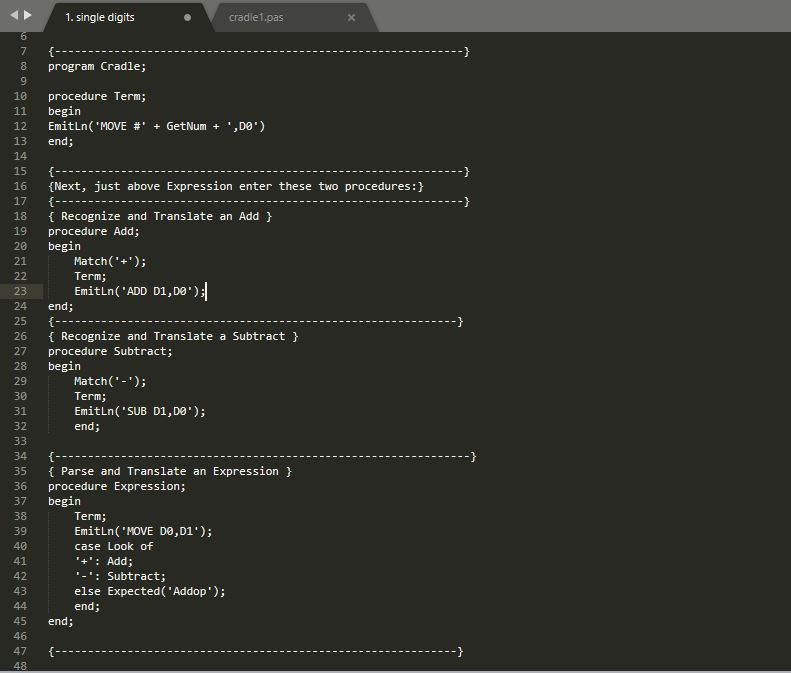 1. single digits
cradle1.pas
6
7 {---------------------------------------------------------------}
8 program Cradle;
9
10 procedure Term;
11 begin
12 EmitLn('MOVE #' + GetNum + ',D0')
13 end;
14
15 {---------------------------------------------------------------}
16 {Next, just above Expression enter these two procedures:}
17 {---------------------------------------------------------------}
18 { Recognize and Translate an Add }
19 procedure Add;
20 begin
21     Match('+');
22     Term;
23     EmitLn('ADD D1,D0');
24 end;
25 {--------------------------------------------------------------}
26 { Recognize and Translate a Subtract }
27 procedure Subtract;
28 begin
29     Match('-');
30     Term;
31     EmitLn('SUB D1,D0');
32     end;
33
34 {----------------------------------------------------------------}
35 { Parse and Translate an Expression }
36 procedure Expression;
37 begin
38     Term;
39     EmitLn('MOVE D0,D1');
40     case Look of
41     '+': Add;
42     '-': Subtract;
43     else Expected('Addop');
44     end;
45 end;
46
47 {--------------------------------------------------------------}
48